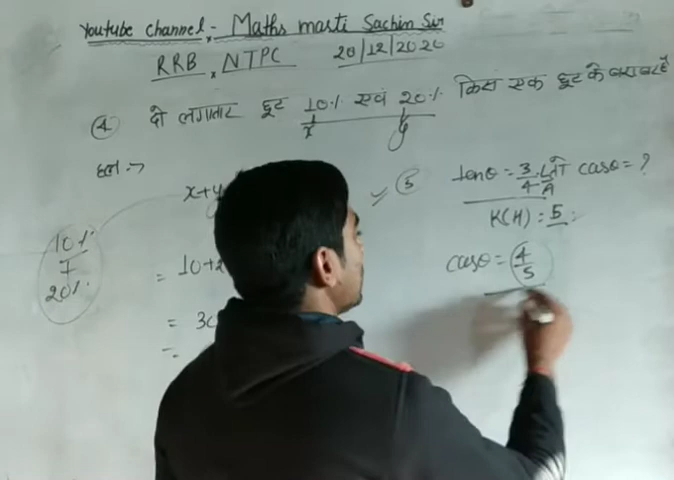 Youtube channel - Maths masti Sachin Sir
RRB NTPC 20/12/2020
4 दो लगातार छूट 10% एवं 20% किस एक छूट के बराबर है
x y
हल :→
x+y
10%
20%
= 10+2
= 30
5 tanθ = 3/4 तो cosθ = ?
K(H) = 5
cosθ = 4/5